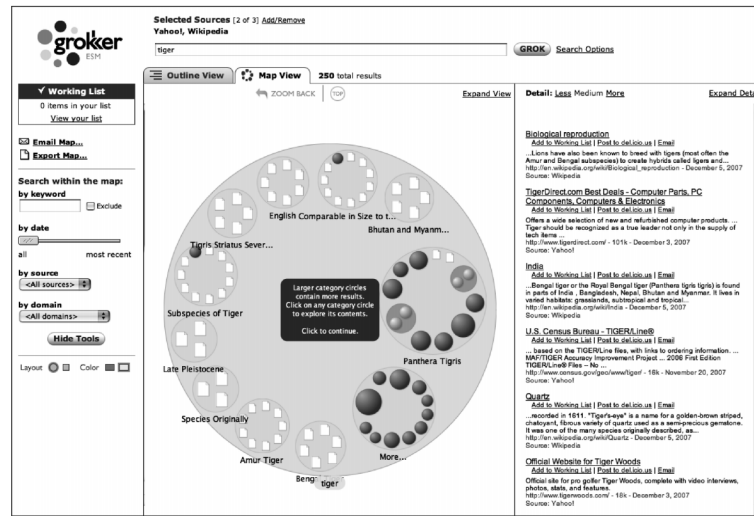 grokker
ESM
Selected Sources [2 of 3] Add/Remove
Yahoo!, Wikipedia
tiger
GROK
Search Options
Outline View
Map View
250 total results
ZOOM BACK
TOP
Expand View
✓ Working List
0 items in your list
View your list
Email Map...
Export Map...
Search within the map:
by keyword
Exclude
by date
all
most recent
by source
<All sources>
by domain
<All domains>
Hide Tools
Layout
Color
English
Comparable in Size to t...
Bhutan and Myanm...
Tigris Striatus Sever...
Subspecies of Tiger
Larger category circles
contain more results.
Click on any category circle
to explore its contents.
Click to continue.
Panthera Tigris
Late Pleistocene
Species Originally
Amur Tiger
More...
tiger
Detail: Less Medium More
Expand Deta
Biological reproduction
Add to Working List | Post to del.icio.us | Email
...Lions have also been known to breed with tigers (most often the
Amur and Bengal subspecies) to create hybrids called ligers and...
http://en.wikipedia.org/wiki/Biological_reproduction - December 5, 2007
Source: Wikipedia
TigerDirect.com Best Deals - Computer Parts, PC
Components, Computers & Electronics
Add to Working List | Post to del.icio.us | Email
Offers a wide selection of new and refurbished computer products. ...
Tiger should be recognized as a true leader not only in the supply of
tech items ...
http://www.tigerdirect.com/ - 101k - December 3, 2007
Source: Yahoo!
India
Add to Working List | Post to del.icio.us | Email
...Bengal tiger or the Royal Bengal tiger (Panthera tigris tigris) is found
in parts of India , Bangladesh, Nepal, Bhutan and Myanmar. It lives in
varied habitats: grasslands, subtropical and tropical...
http://en.wikipedia.org/wiki/India - December 5, 2007
Source: Wikipedia
U.S. Census Bureau - TIGER/Line®
Add to Working List | Post to del.icio.us | Email
... based on the TIGER/Line files, with links to ordering information. ...
MAF/TIGER Accuracy Improvement Project ... 2006 First Edition
TIGER/Line® Files -- No ...
http://www.census.gov/geo/www/tiger/ - 18k - November 20, 2007
Source: Yahoo!
Quartz
Add to Working List | Post to del.icio.us | Email
...recorded in 1611. "Tiger's-eye" is a name for a golden-brown striped,
chatoyant, fibrous variety of quartz used as a semi-precious gemstone.
It was one of the many species originally described, as...
http://en.wikipedia.org/wiki/Quartz - December 5, 2007
Source: Wikipedia
Official Website for Tiger Woods
Add to Working List | Post to del.icio.us | Email
Official site for pro golfer Tiger Woods, complete with video interviews,
photos, stats, and features.
http://www.tigerwoods.com/ - 18k - December 3, 2007
Source: Yahoo!